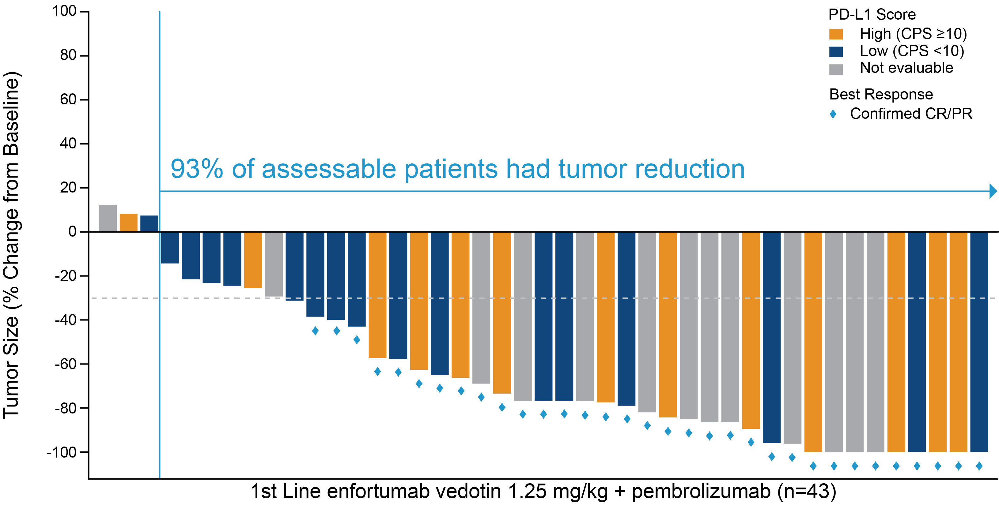 PD-L1 Score
High (CPS ≥10)
Low (CPS <10)
Not evaluable
Best Response
Confirmed CR/PR
93% of assessable patients had tumor reduction
Tumor Size (% Change from Baseline)
100
80
60
40
20
0
-20
-40
-60
-80
-100
1st Line enfortumab vedotin 1.25 mg/kg + pembrolizumab (n=43)